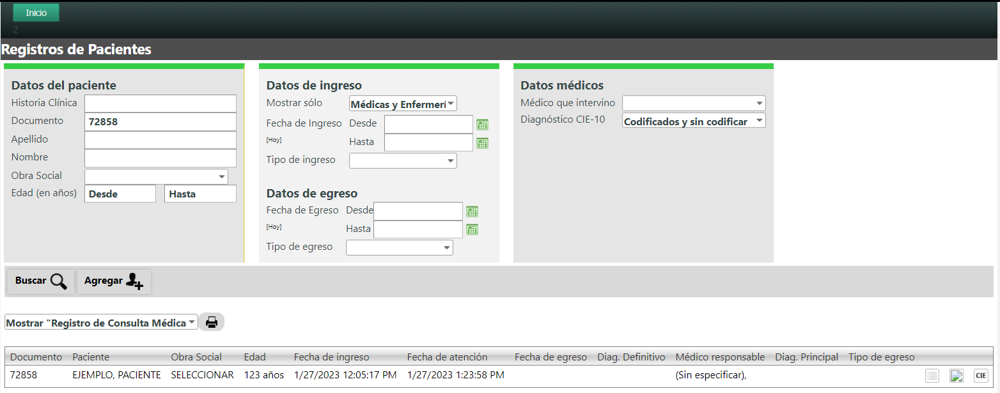 Inicio
2
Registros de Pacientes
Datos del paciente
Historia Clínica
Documento 72858
Apellido
Nombre
Obra Social
Edad (en años) Desde Hasta
Datos de ingreso
Mostrar sólo Médicas y Enfermerí
Fecha de Ingreso Desde
[Hoy] Hasta
Tipo de ingreso
Datos de egreso
Fecha de Egreso Desde
[Hoy] Hasta
Tipo de egreso
Datos médicos
Médico que intervino
Diagnóstico CIE-10 Codificados y sin codificar
Buscar Agregar
Mostrar "Registro de Consulta Médica
Documento Paciente Obra Social Edad Fecha de ingreso Fecha de atención Fecha de egreso Diag. Definitivo Médico responsable Diag. Principal Tipo de egreso
72858 EJEMPLO, PACIENTE SELECCIONAR 123 años 1/27/2023 12:05:17 PM 1/27/2023 1:23:58 PM (Sin especificar), CIE